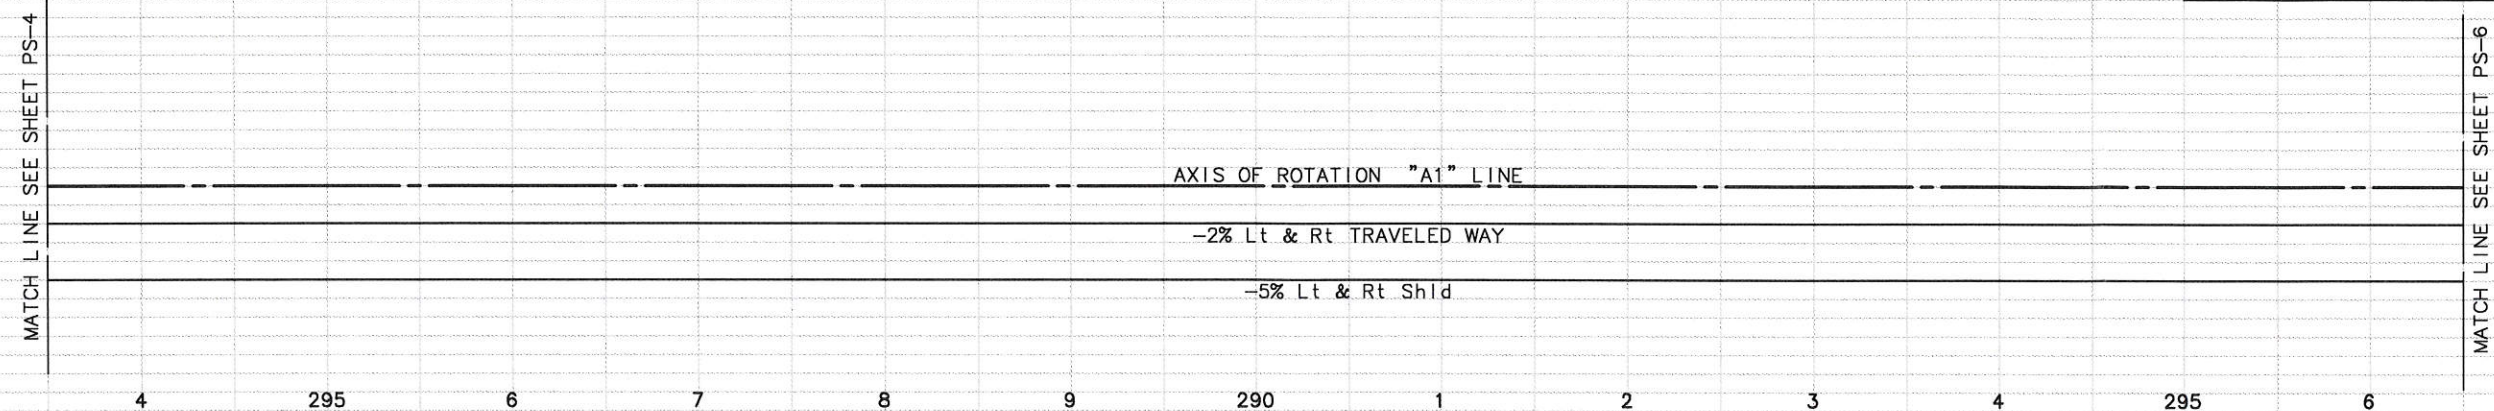 MATCH LINE SEE SHEET PS-4
AXIS OF ROTATION "A1" LINE
-2% Lt & Rt TRAVELED WAY
-5% Lt & Rt Shld
MATCH LINE SEE SHEET PS-6
4 295 6 7 8 9 290 1 2 3 4 295 6